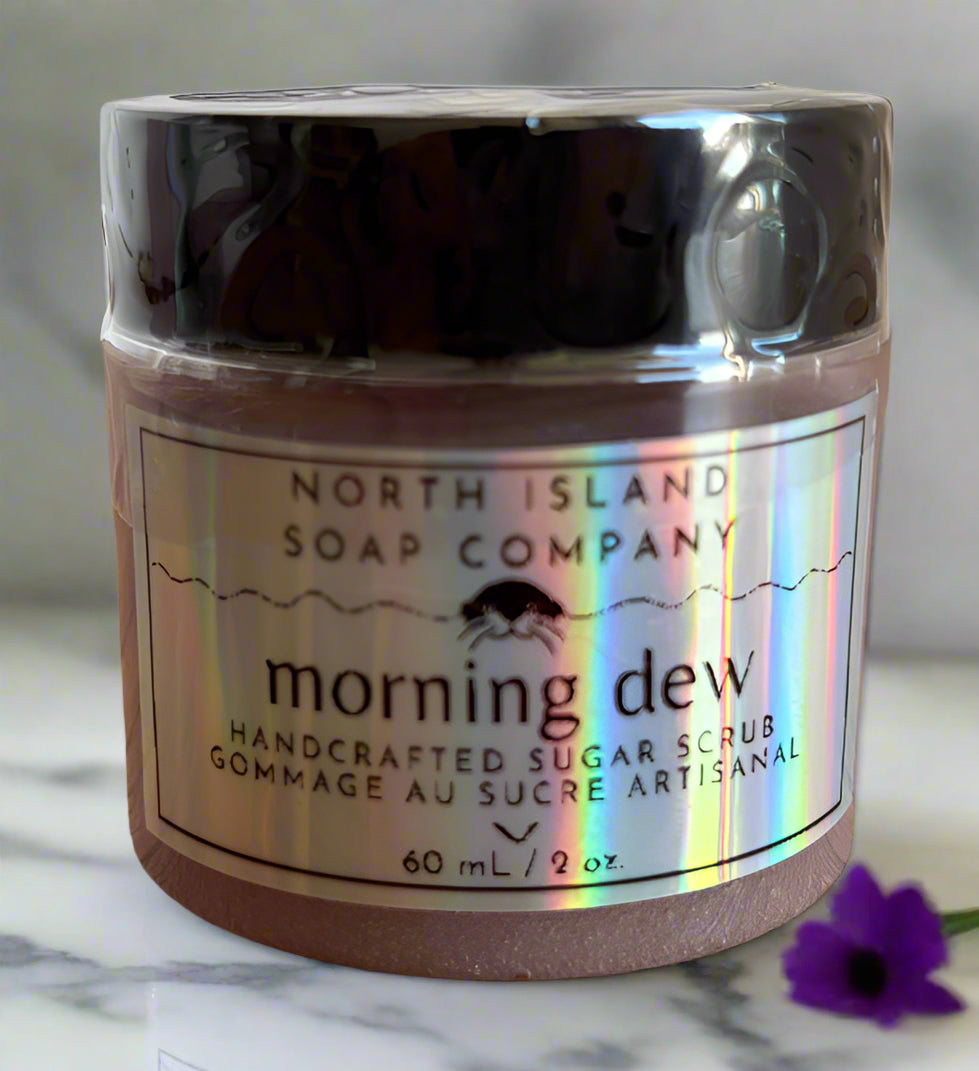 NORTH ISLAND
SOAP COMPANY
morning dew
HANDCRAFTED SUGAR SCRUB
GOMMAGE AU SUCRE ARTISANAL
60 mL / 2 oz.